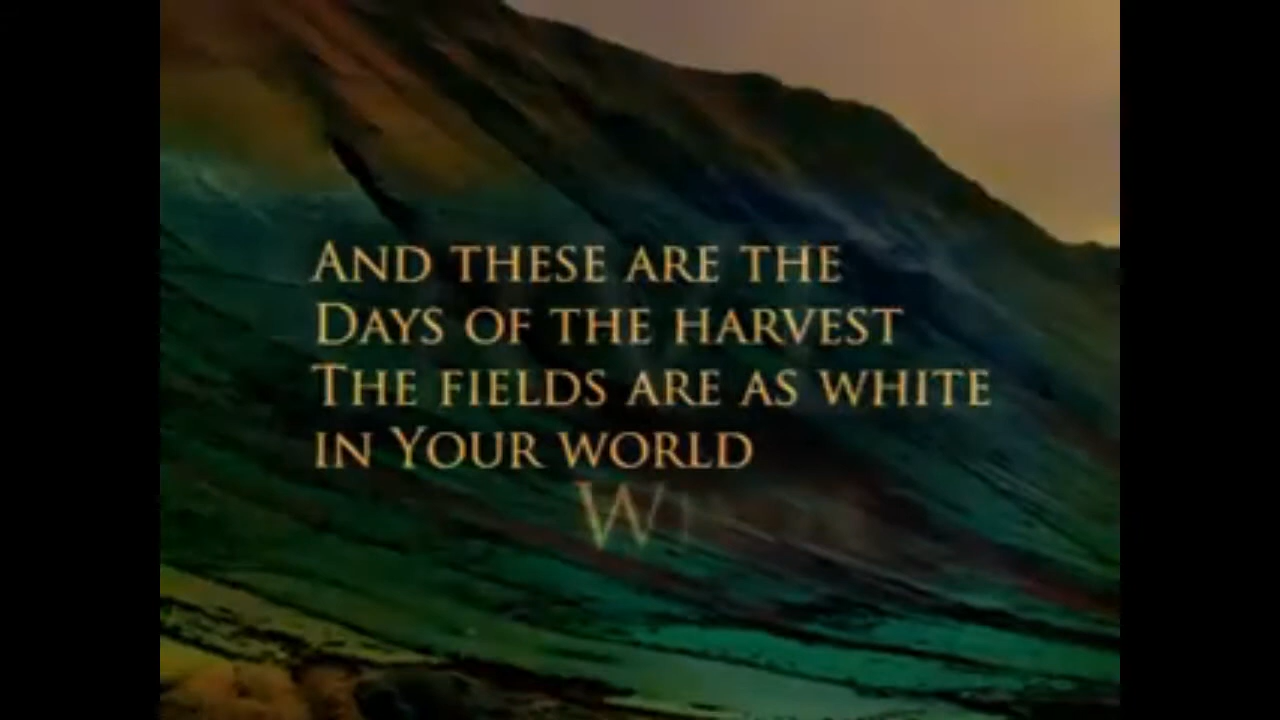 And these are the
Days of the harvest
The fields are as white
in Your world